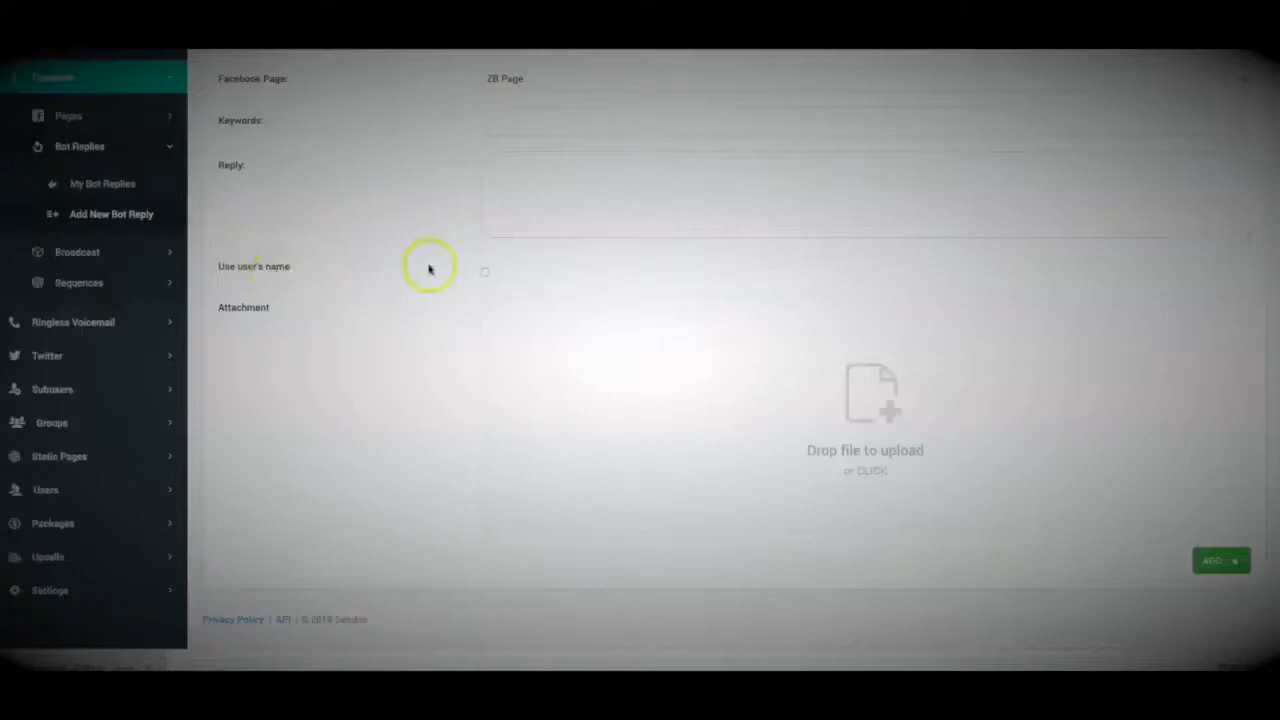 Facebook Page:
ZB Page
Keywords:
Reply:
Use user's name
Attachment
Drop file to upload
or CLICK
ADD
Pages
Bot Replies
My Bot Replies
Add New Bot Reply
Broadcast
Sequences
Ringless Voicemail
Twitter
Subusers
Groups
Static Pages
Users
Packages
Upsells
Settings
Privacy Policy | API | © 2019 Sendiio